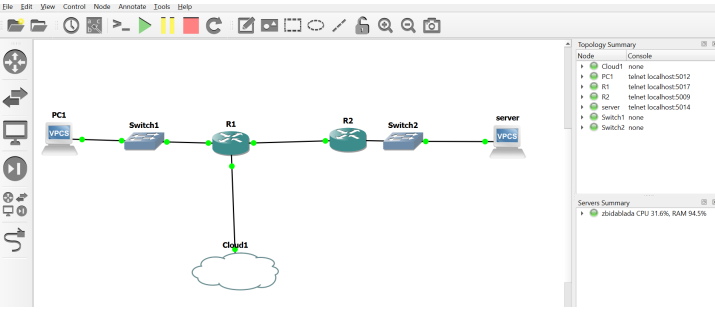 File Edit View Control Node Annotate Tools Help
Topology Summary
Node Console
Cloud1 none
PC1 telnet localhost:5012
R1 telnet localhost:5017
R2 telnet localhost:5009
server telnet localhost:5014
Switch1 none
Switch2 none
PC1
VPCS
Switch1
R1
R2
Switch2
server
VPCS
Cloud1
Servers Summary
zbidablada CPU 31.6%, RAM 94.5%